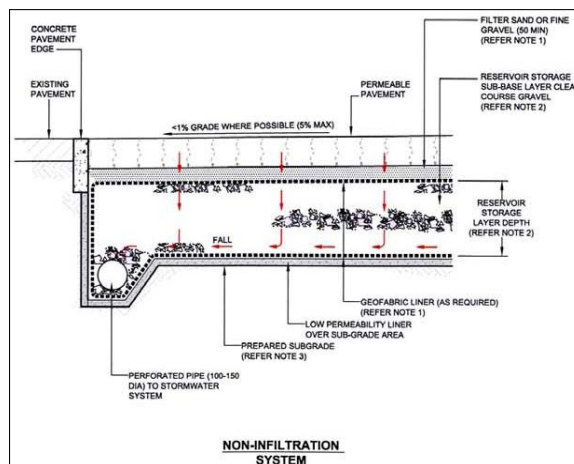 CONCRETE
PAVEMENT
EDGE
EXISTING
PAVEMENT
<1% GRADE WHERE POSSIBLE (5% MAX)
PERMEABLE
PAVEMENT
FILTER SAND OR FINE
GRAVEL (50 MIN)
(REFER NOTE 1)
RESERVOIR STORAGE
SUB-BASE LAYER CLEA
COURSE GRAVEL
(REFER NOTE 2)
RESERVOIR
STORAGE
LAYER DEPTH
(REFER NOTE 2)
FALL
GEOFABRIC LINER (AS REQUIRED)
(REFER NOTE 1)
LOW PERMEABILITY LINER
OVER SUB-GRADE AREA
PREPARED SUBGRADE
(REFER NOTE 3)
PERFORATED PIPE (100-150
DIA) TO STORMWATER
SYSTEM
NON-INFILTRATION
SYSTEM